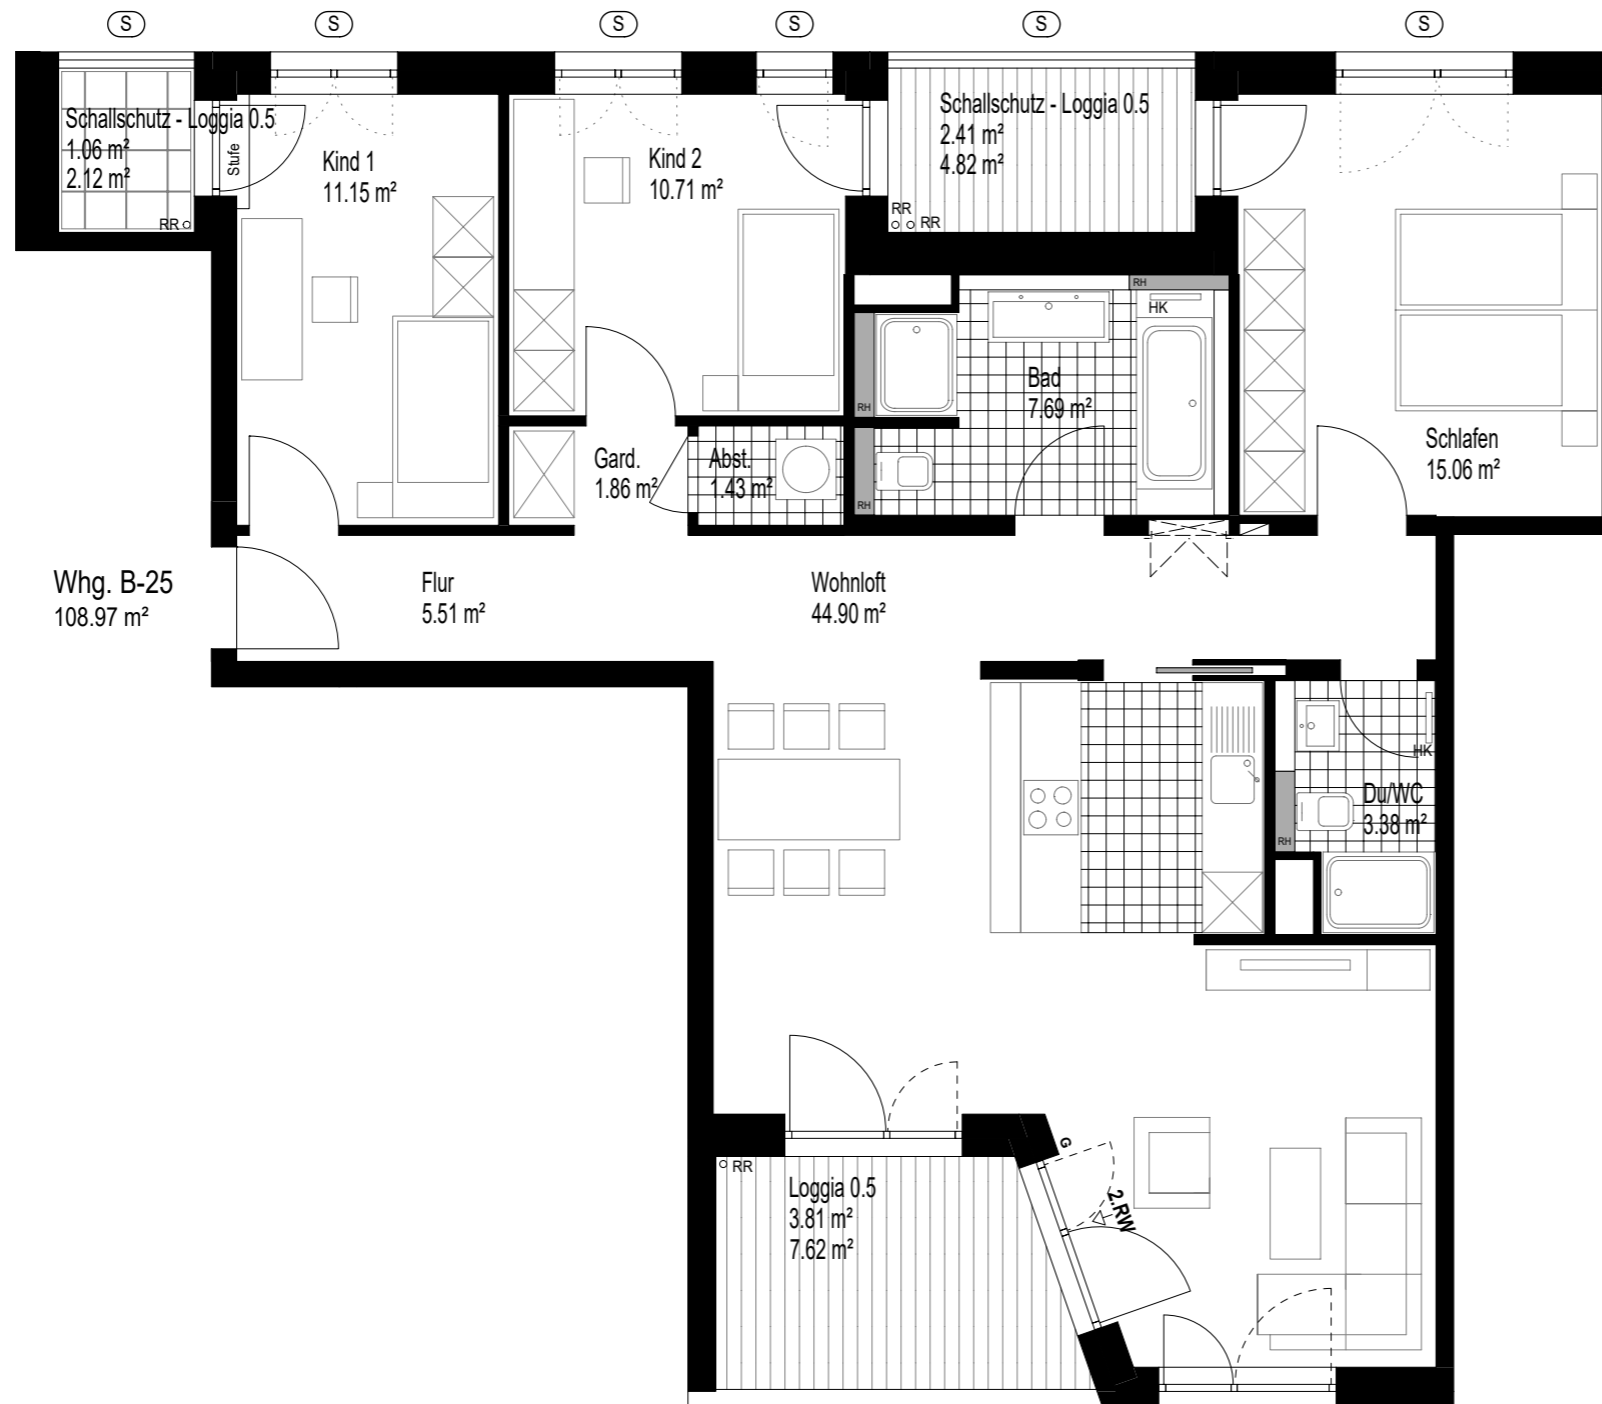 S
S
S
S
S
S
Schallschutz - Loggia 0.5
1.06 m²
2.12 m²
RR
Stufe
Kind 1
11.15 m²
Kind 2
10.71 m²
Schallschutz - Loggia 0.5
2.41 m²
4.82 m²
RR
RR
RH
HK
Bad
7.69 m²
RH
RH
Schlafen
15.06 m²
Gard.
1.86 m²
Abst.
1.43 m²
Whg. B-25
108.97 m²
Flur
5.51 m²
Wohnloft
44.90 m²
HK
Du/WC
3.38 m²
RH
RR
Loggia 0.5
3.81 m²
7.62 m²
G
2.RW